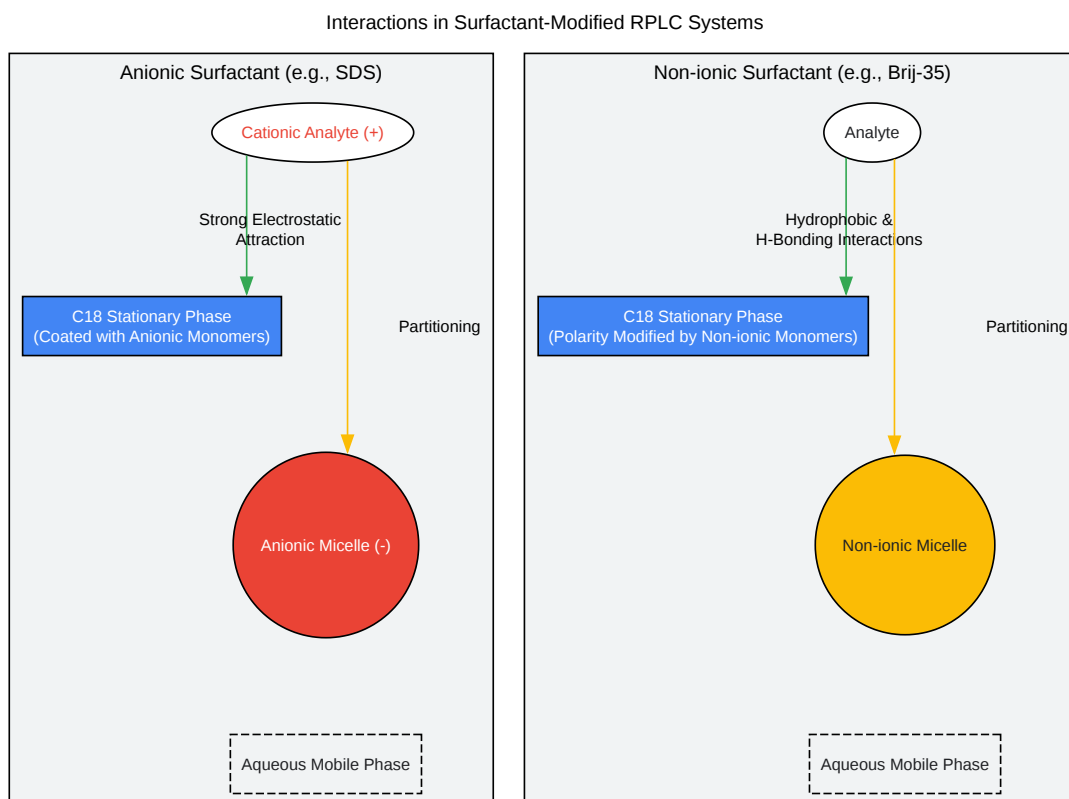 Interactions in Surfactant-Modified RPLC Systems
Anionic Surfactant (e.g., SDS)
Cationic Analyte (+)
Strong Electrostatic
Attraction
C18 Stationary Phase
(Coated with Anionic Monomers)
Partitioning
Anionic Micelle (-)
Aqueous Mobile Phase
Non-ionic Surfactant (e.g., Brij-35)
Analyte
Hydrophobic &
H-Bonding Interactions
C18 Stationary Phase
(Polarity Modified by Non-ionic Monomers)
Partitioning
Non-ionic Micelle
Aqueous Mobile Phase